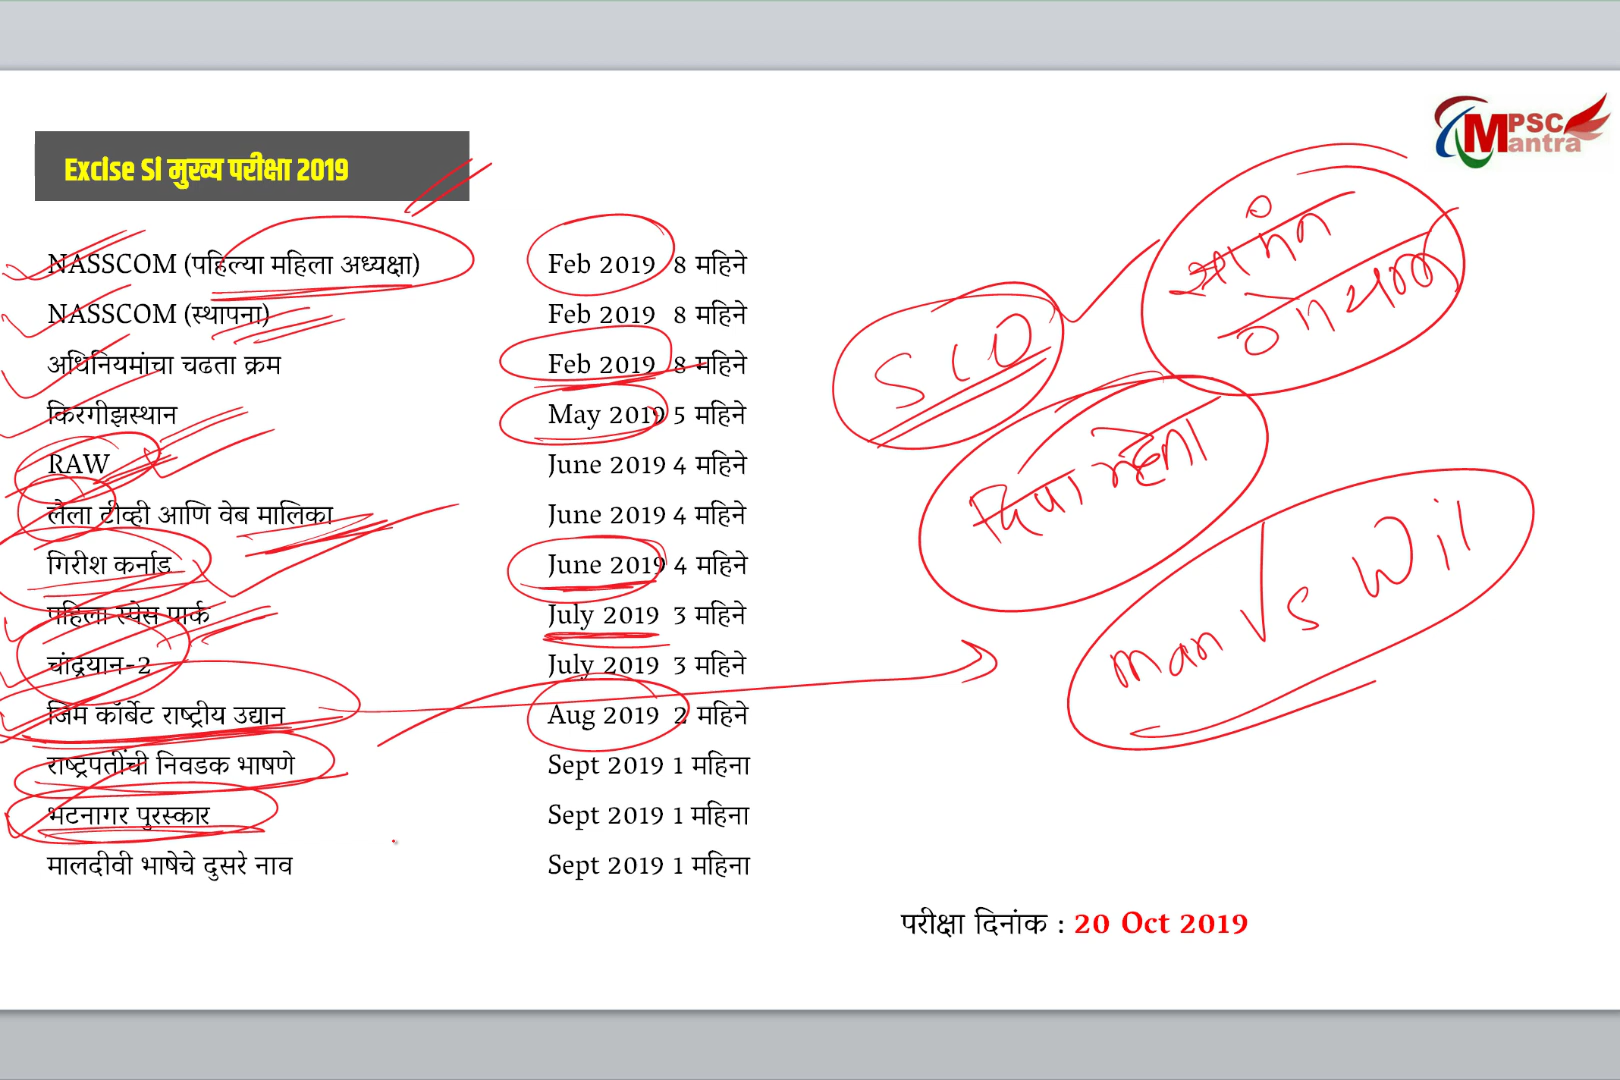 MPSC
Mantra
Excise SI मुख्य परीक्षा 2019
NASSCOM (पहिल्या महिला अध्यक्षा) Feb 2019 8 महिने
NASSCOM (स्थापना) Feb 2019 8 महिने
अधिनियमांचा चढता क्रम Feb 2019 8 महिने
किरगीझस्थान May 2019 5 महिने
RAW June 2019 4 महिने
लैला टीव्ही आणि वेब मालिका June 2019 4 महिने
गिरीश कर्नाड June 2019 4 महिने
पहिला स्पेस पार्क July 2019 3 महिने
चांद्रयान-2 July 2019 3 महिने
जिम कॉर्बेट राष्ट्रीय उद्यान Aug 2019 2 महिने
राष्ट्रपतींची निवडक भाषणे Sept 2019 1 महिना
भटनागर पुरस्कार Sept 2019 1 महिना
मालदीवी भाषेचे दुसरे नाव Sept 2019 1 महिना
Man Vs Wil
परीक्षा दिनांक : 20 Oct 2019